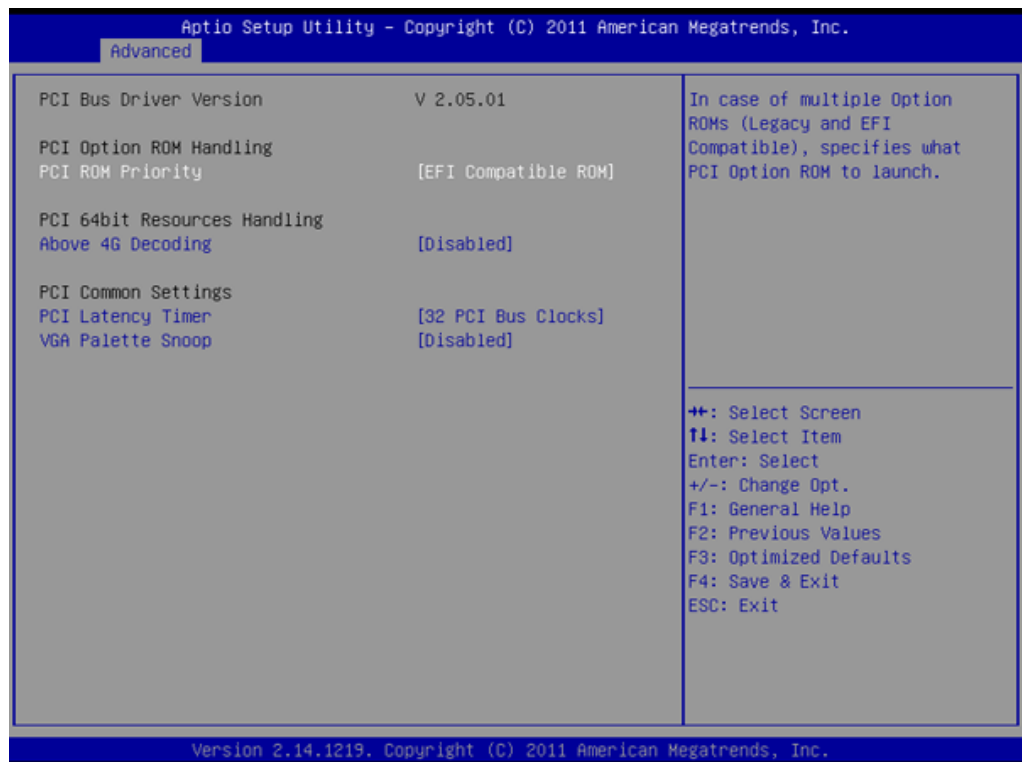 Aptio Setup Utility – Copyright (C) 2011 American Megatrends, Inc.
Advanced
PCI Bus Driver Version V 2.05.01
PCI Option ROM Handling
PCI ROM Priority [EFI Compatible ROM]
PCI 64bit Resources Handling
Above 4G Decoding [Disabled]
PCI Common Settings
PCI Latency Timer [32 PCI Bus Clocks]
VGA Palette Snoop [Disabled]
In case of multiple Option
ROMs (Legacy and EFI
Compatible), specifies what
PCI Option ROM to launch.
→←: Select Screen
↑↓: Select Item
Enter: Select
+/-: Change Opt.
F1: General Help
F2: Previous Values
F3: Optimized Defaults
F4: Save & Exit
ESC: Exit
Version 2.14.1219. Copyright (C) 2011 American Megatrends, Inc.